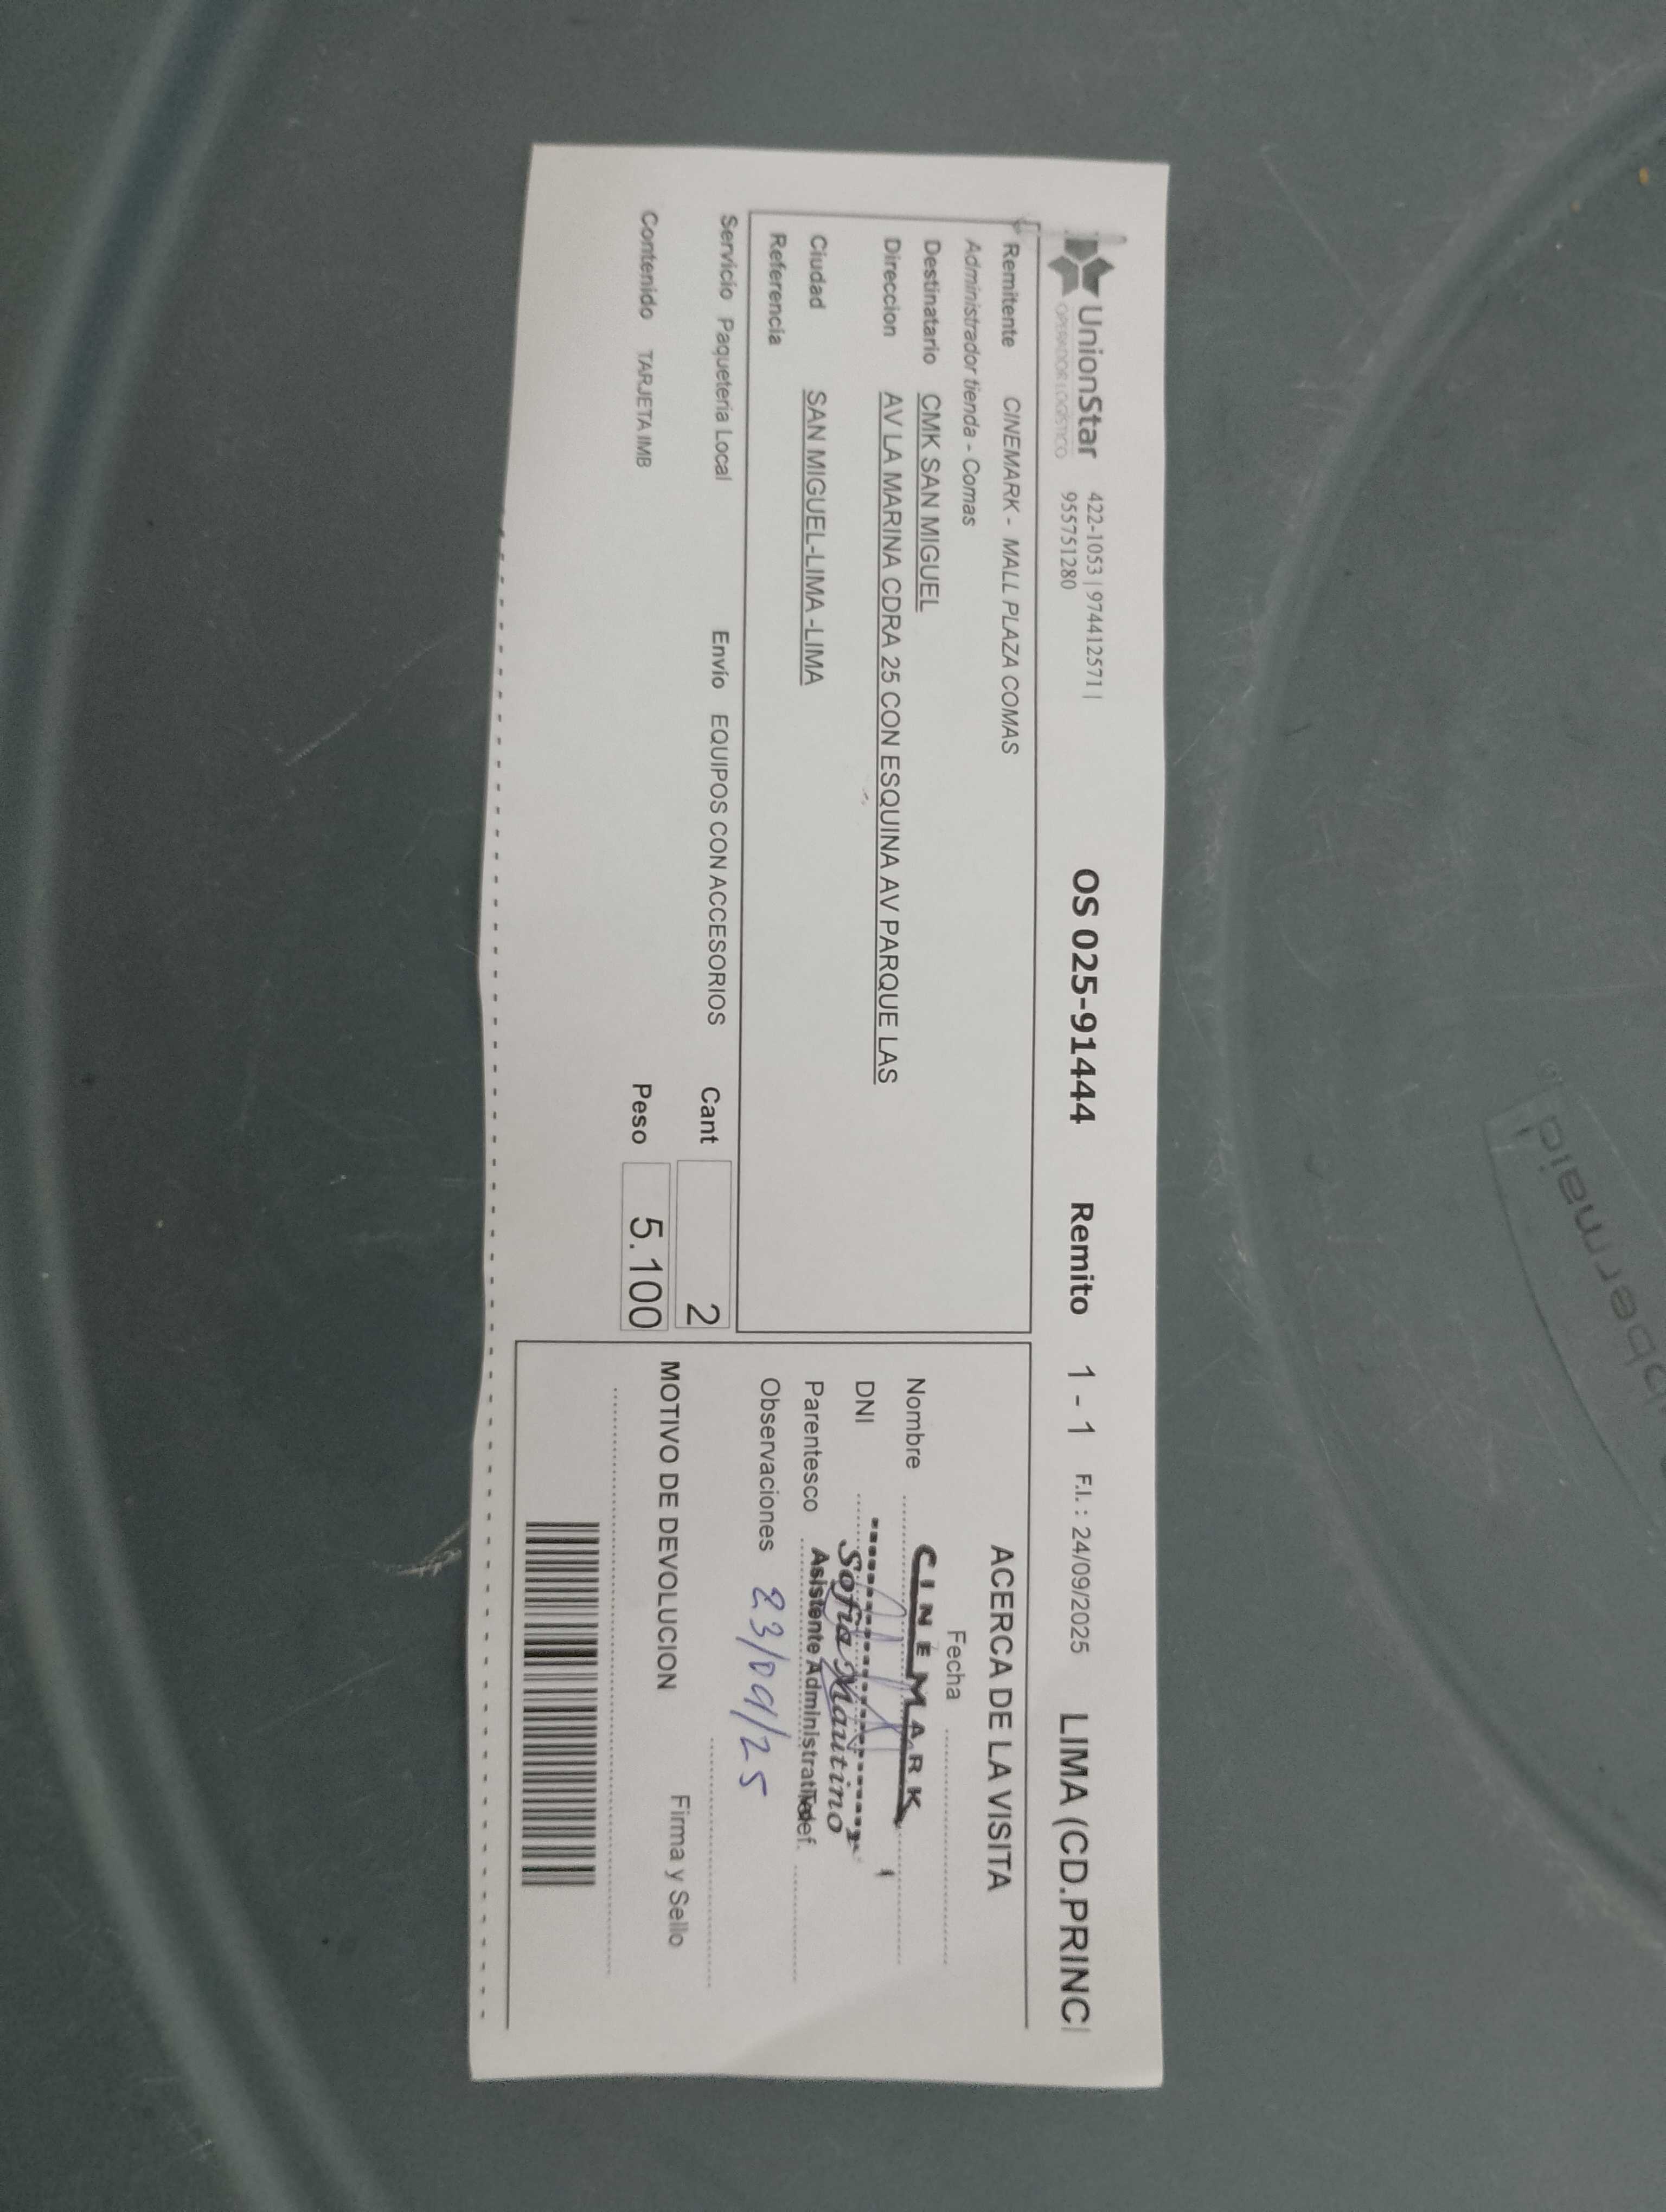 UnionStar
OPERADOR LOGÍSTICO
422-1053 | 974412571 |
955751280
OS 025-91444 Remito 1 - 1 F.I. : 24/09/2025 LIMA (CD.PRINCI
Remitente CINEMARK - MALL PLAZA COMAS
Administrador tienda - Comas
Destinatario CMK SAN MIGUEL
Direccion AV LA MARINA CDRA 25 CON ESQUINA AV PARQUE LAS
Ciudad SAN MIGUEL-LIMA -LIMA
Referencia
Servicio Paquetería Local Envío EQUIPOS CON ACCESORIOS Cant 2
Contenido TARJETA IMB Peso 5.100
ACERCA DE LA VISITA
Fecha
Nombre
CINEMARK
DNI
Sofia Mautino
Parentesco Asistente Administrativo Telef.
Observaciones 23/09/25
MOTIVO DE DEVOLUCION Firma y Sello